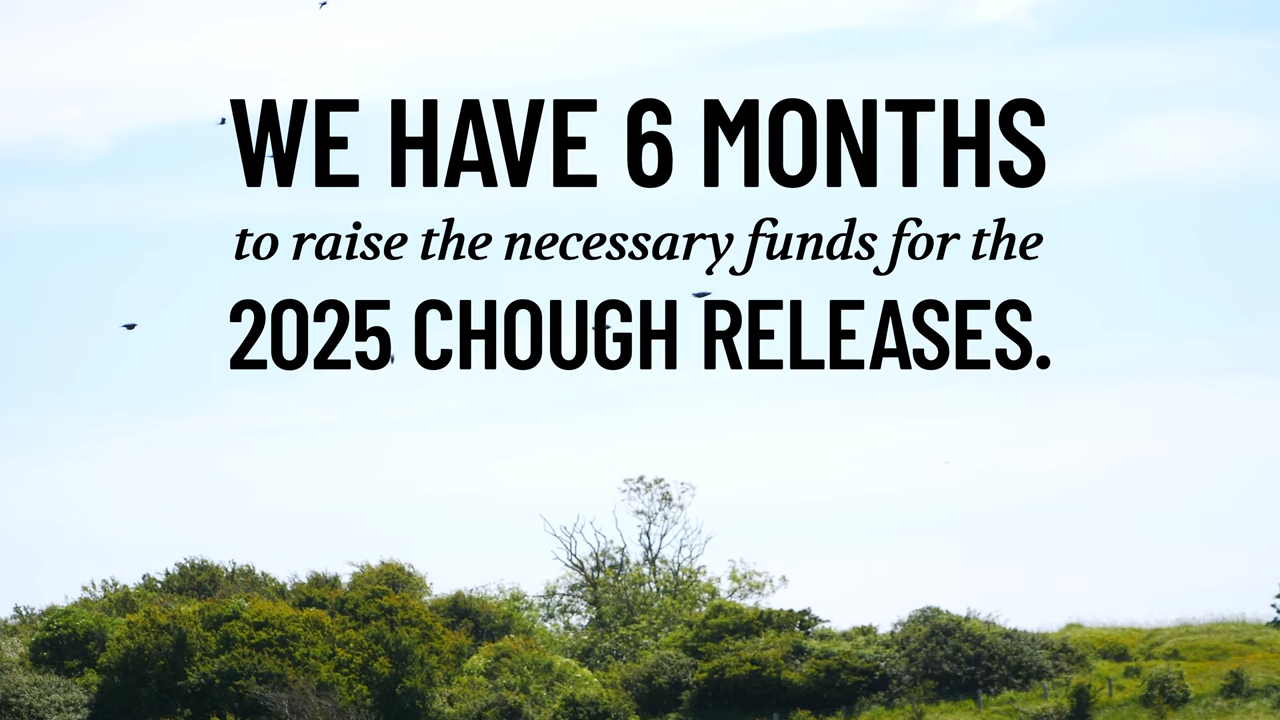 WE HAVE 6 MONTHS
to raise the necessary funds for the
2025 CHOUGH RELEASES.